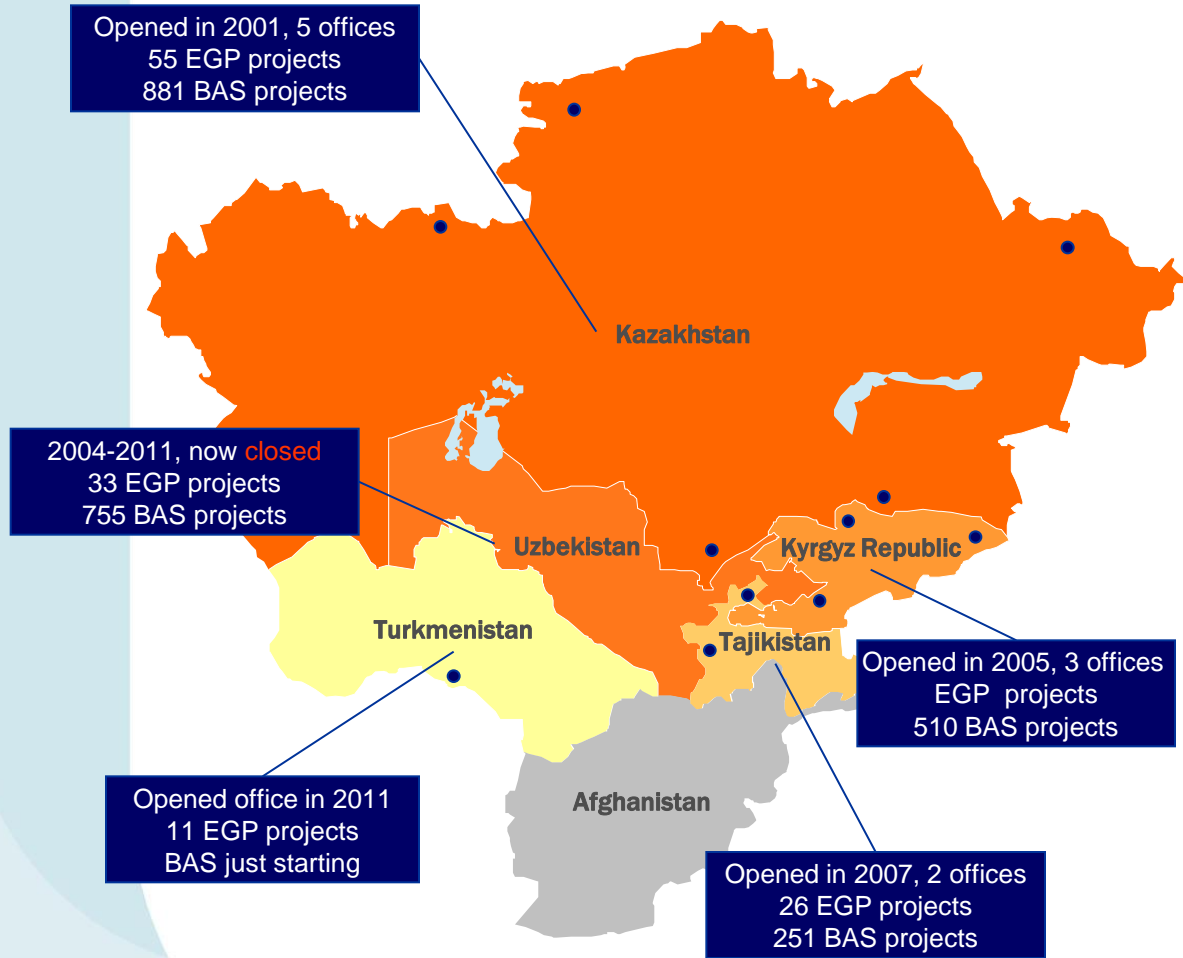 Opened in 2001, 5 offices
55 EGP projects
881 BAS projects
Kazakhstan
2004-2011, now closed
33 EGP projects
755 BAS projects
Uzbekistan
Kyrgyz Republic
Turkmenistan
Tajikistan
Opened in 2005, 3 offices
EGP projects
510 BAS projects
Opened office in 2011
11 EGP projects
BAS just starting
Afghanistan
Opened in 2007, 2 offices
26 EGP projects
251 BAS projects